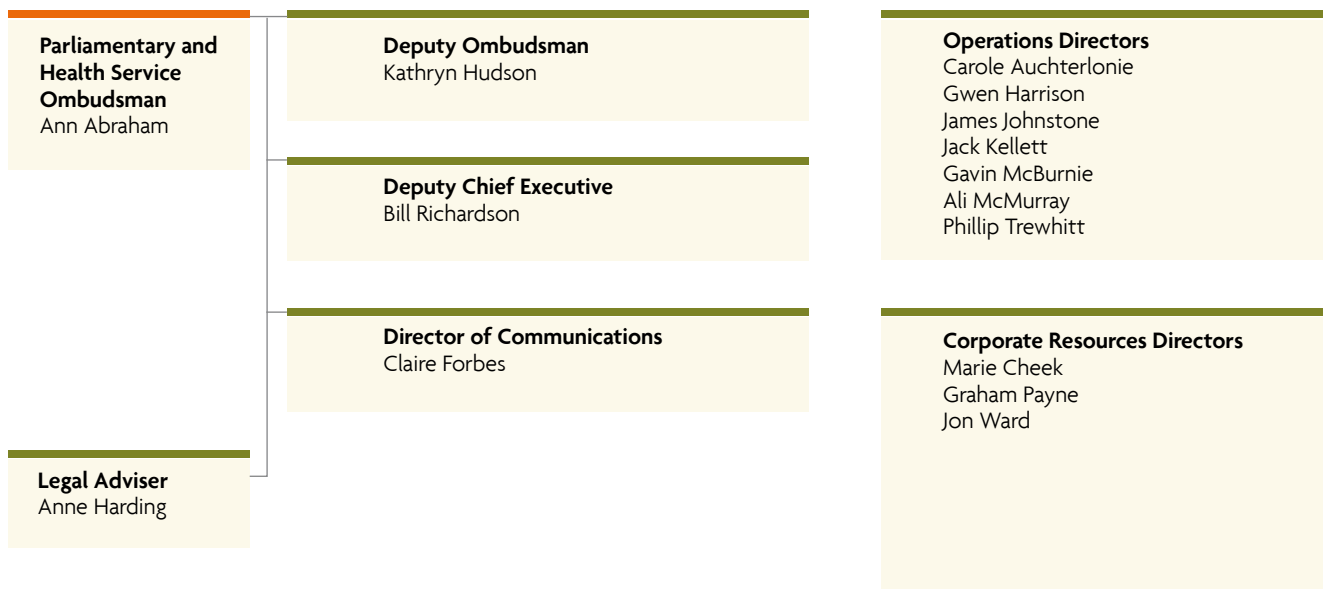 Parliamentary and
Health Service
Ombudsman
Ann Abraham
Deputy Ombudsman
Kathryn Hudson
Deputy Chief Executive
Bill Richardson
Director of Communications
Claire Forbes
Legal Adviser
Anne Harding
Operations Directors
Carole Auchterlonie
Gwen Harrison
James Johnstone
Jack Kellett
Gavin McBurnie
Ali McMurray
Phillip Trewhitt
Corporate Resources Directors
Marie Cheek
Graham Payne
Jon Ward